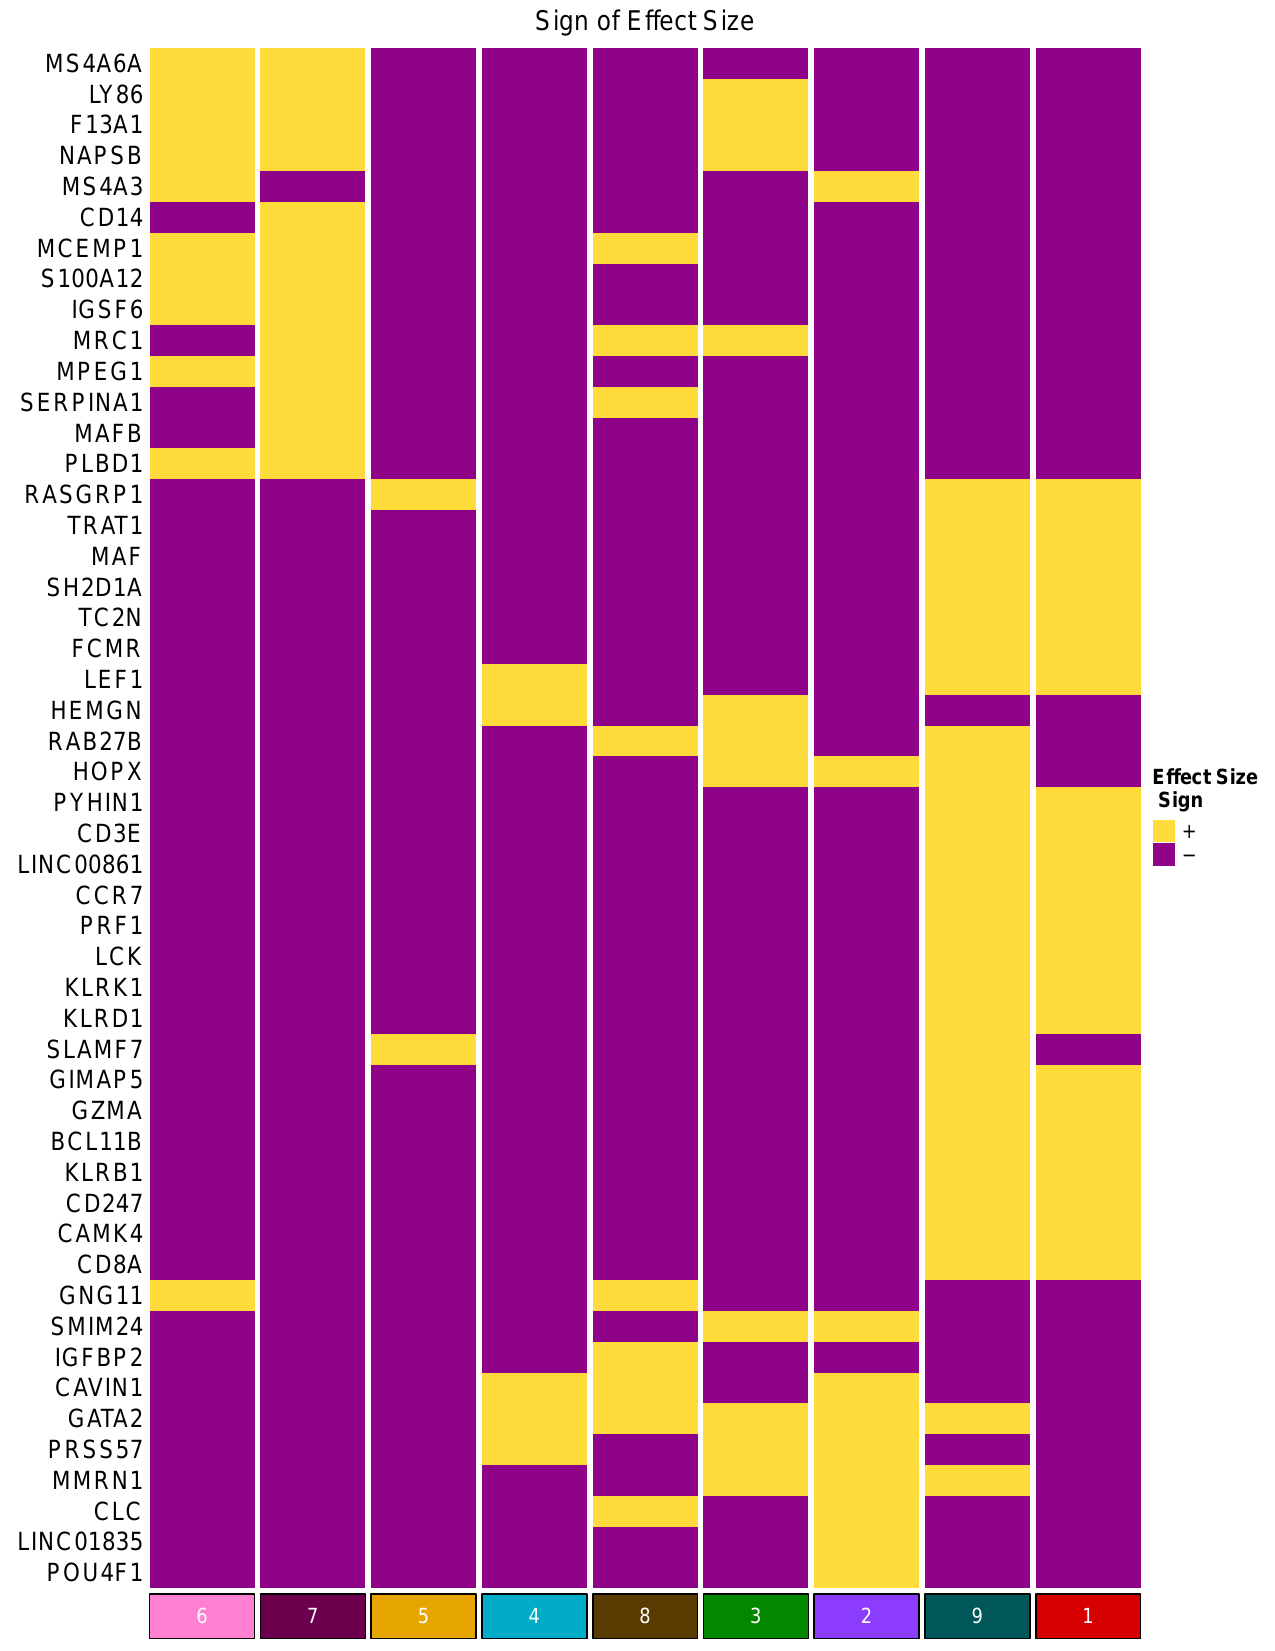 Sign of Effect Size
MS4A6A
LY86
F13A1
NAPSB
MS4A3
CD14
MCEMP1
S100A12
IGSF6
MRC1
MPEG1
SERPINA1
MAFB
PLBD1
RASGRP1
TRAT1
MAF
SH2D1A
TC2N
FCMR
LEF1
HEMGN
RAB27B
HOPX
PYHIN1
CD3E
LINC00861
CCR7
PRF1
LCK
KLRK1
KLRD1
SLAMF7
GIMAP5
GZMA
BCL11B
KLRB1
CD247
CAMK4
CD8A
GNG11
SMIM24
IGFBP2
CAVIN1
GATA2
PRSS57
MMRN1
CLC
LINC01835
POU4F1
6 7 5 4 8 3 2 9 1
Effect Size
Sign
+
−